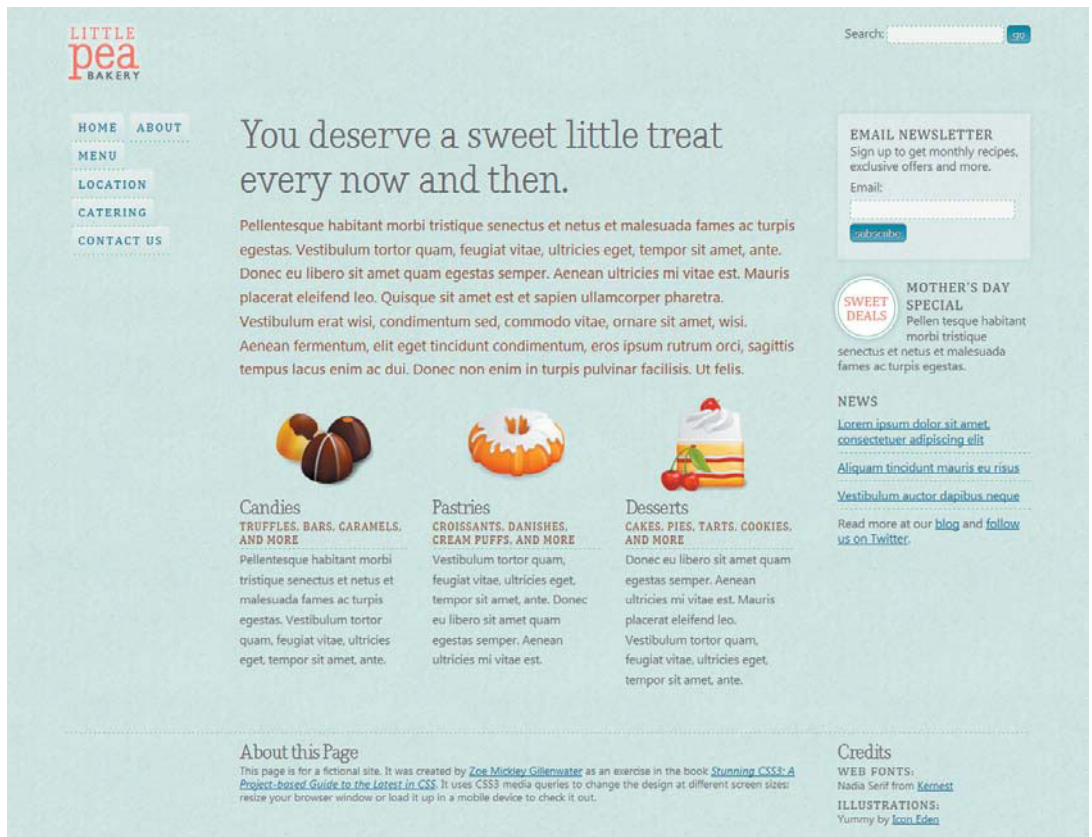 LITTLE
pea
BAKERY
Search:
go
HOME ABOUT
MENU
LOCATION
CATERING
CONTACT US
You deserve a sweet little treat
every now and then.
Pellentesque habitant morbi tristique senectus et netus et malesuada fames ac turpis
egestas. Vestibulum tortor quam, feugiat vitae, ultricies eget, tempor sit amet, ante.
Donec eu libero sit amet quam egestas semper. Aenean ultricies mi vitae est. Mauris
placerat eleifend leo. Quisque sit amet est et sapien ullamcorper pharetra.
Vestibulum erat wisi, condimentum sed, commodo vitae, ornare sit amet, wisi.
Aenean fermentum, elit eget tincidunt condimentum, eros ipsum rutrum orci, sagittis
tempus lacus enim ac dui. Donec non enim in turpis pulvinar facilisis. Ut felis.
Candies
TRUFFLES, BARS, CARAMELS,
AND MORE
Pellentesque habitant morbi
tristique senectus et netus et
malesuada fames ac turpis
egestas. Vestibulum tortor
quam, feugiat vitae, ultricies
eget, tempor sit amet, ante.
Pastries
CROISSANTS, DANISHES,
CREAM PUFFS, AND MORE
Vestibulum tortor quam,
feugiat vitae, ultricies eget,
tempor sit amet, ante. Donec
eu libero sit amet quam
egestas semper. Aenean
ultricies mi vitae est.
Desserts
CAKES, PIES, TARTS, COOKIES,
AND MORE
Donec eu libero sit amet quam
egestas semper. Aenean
ultricies mi vitae est. Mauris
placerat eleifend leo.
Vestibulum tortor quam,
feugiat vitae, ultricies eget,
tempor sit amet, ante.
EMAIL NEWSLETTER
Sign up to get monthly recipes,
exclusive offers and more.
Email:
subscribe
SWEET
DEALS
MOTHER'S DAY
SPECIAL
Pellen tesque habitant
morbi tristique
senectus et netus et malesuada
fames ac turpis egestas.
NEWS
Lorem ipsum dolor sit amet,
consectetuer adipiscing elit
Aliquam tincidunt mauris eu risus
Vestibulum auctor dapibus neque
Read more at our blog and follow
us on Twitter.
About this Page
This page is for a fictional site. It was created by Zoe Mickley Gillenwater as an exercise in the book Stunning CSS3: A
Project-based Guide to the Latest in CSS. It uses CSS3 media queries to change the design at different screen sizes;
resize your browser window or load it up in a mobile device to check it out.
Credits
WEB FONTS:
Nadia Serif from Kernest
ILLUSTRATIONS:
Yummy by Icon Eden